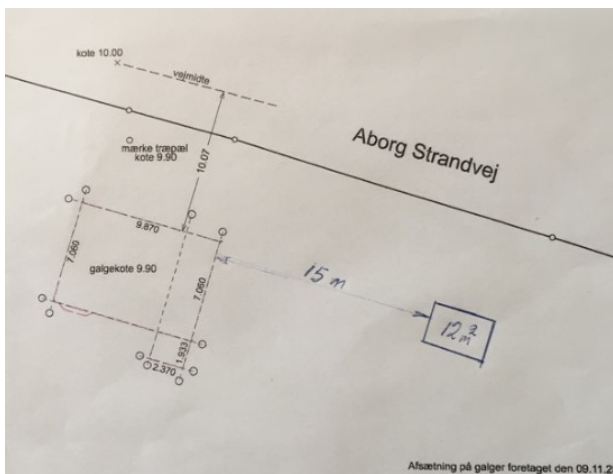 kote 10.00
vejmidte
Aborg Strandvej
mærke træpæl
kote 9.90
10.07
9.870
7.060
galgekote 9.90
7.060
15 m
12 m²
1.933
2.370
Afsætning på galger foretaget den 09.11.2